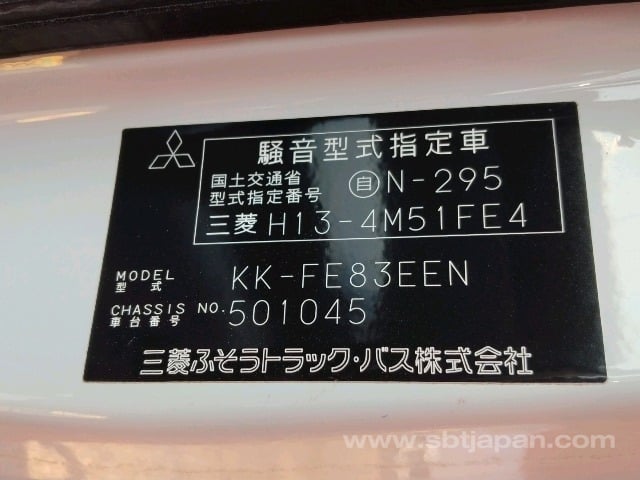 騒音型式指定車
国土交通省
型式指定番号 自N-295
三菱 H13-4M51FE4
MODEL KK-FE83EEN
型式
CHASSIS NO. 501045
車台番号
三菱ふそうトラック・バス株式会社
www.sbtjapan.com